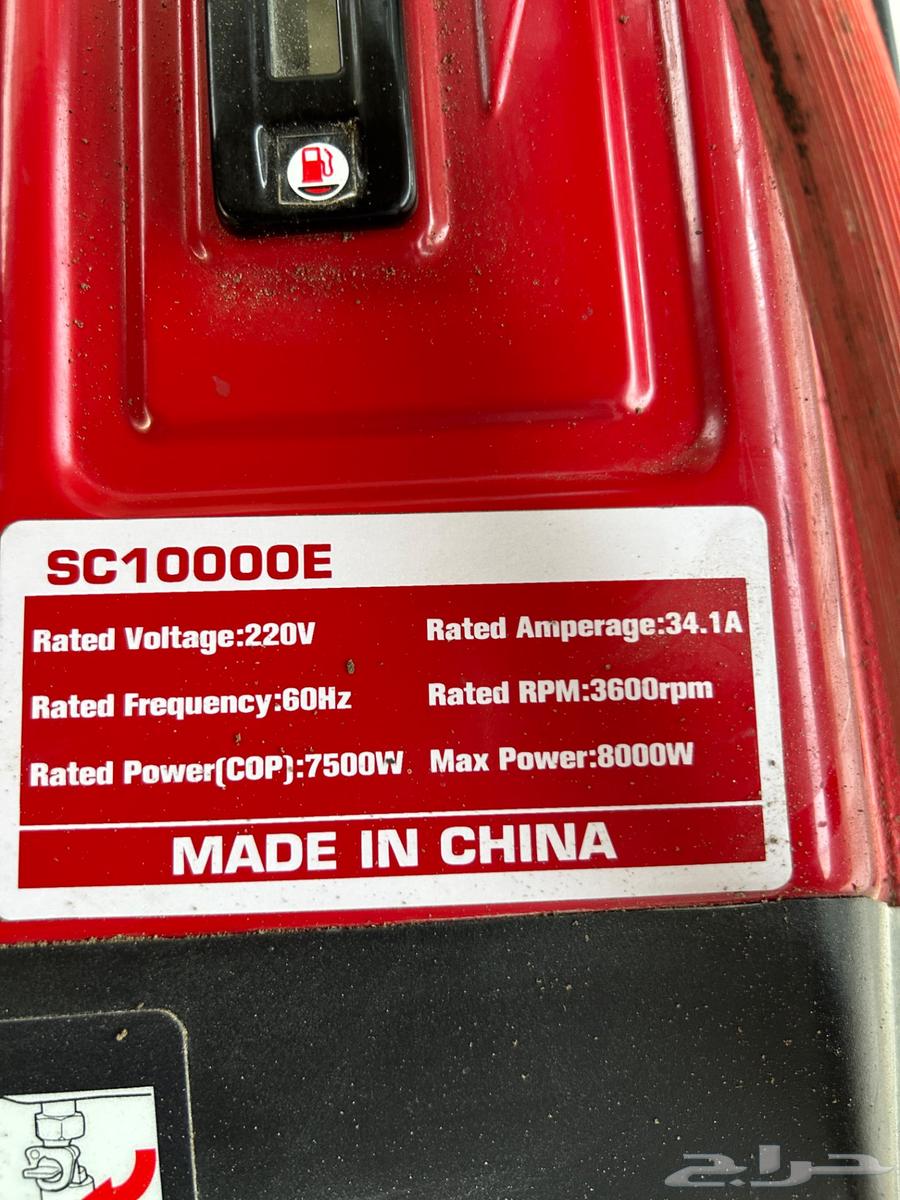 SC10000E
Rated Voltage:220V Rated Amperage:34.1A
Rated Frequency:60Hz Rated RPM:3600rpm
Rated Power(COP):7500W Max Power:8000W
MADE IN CHINA
حراج